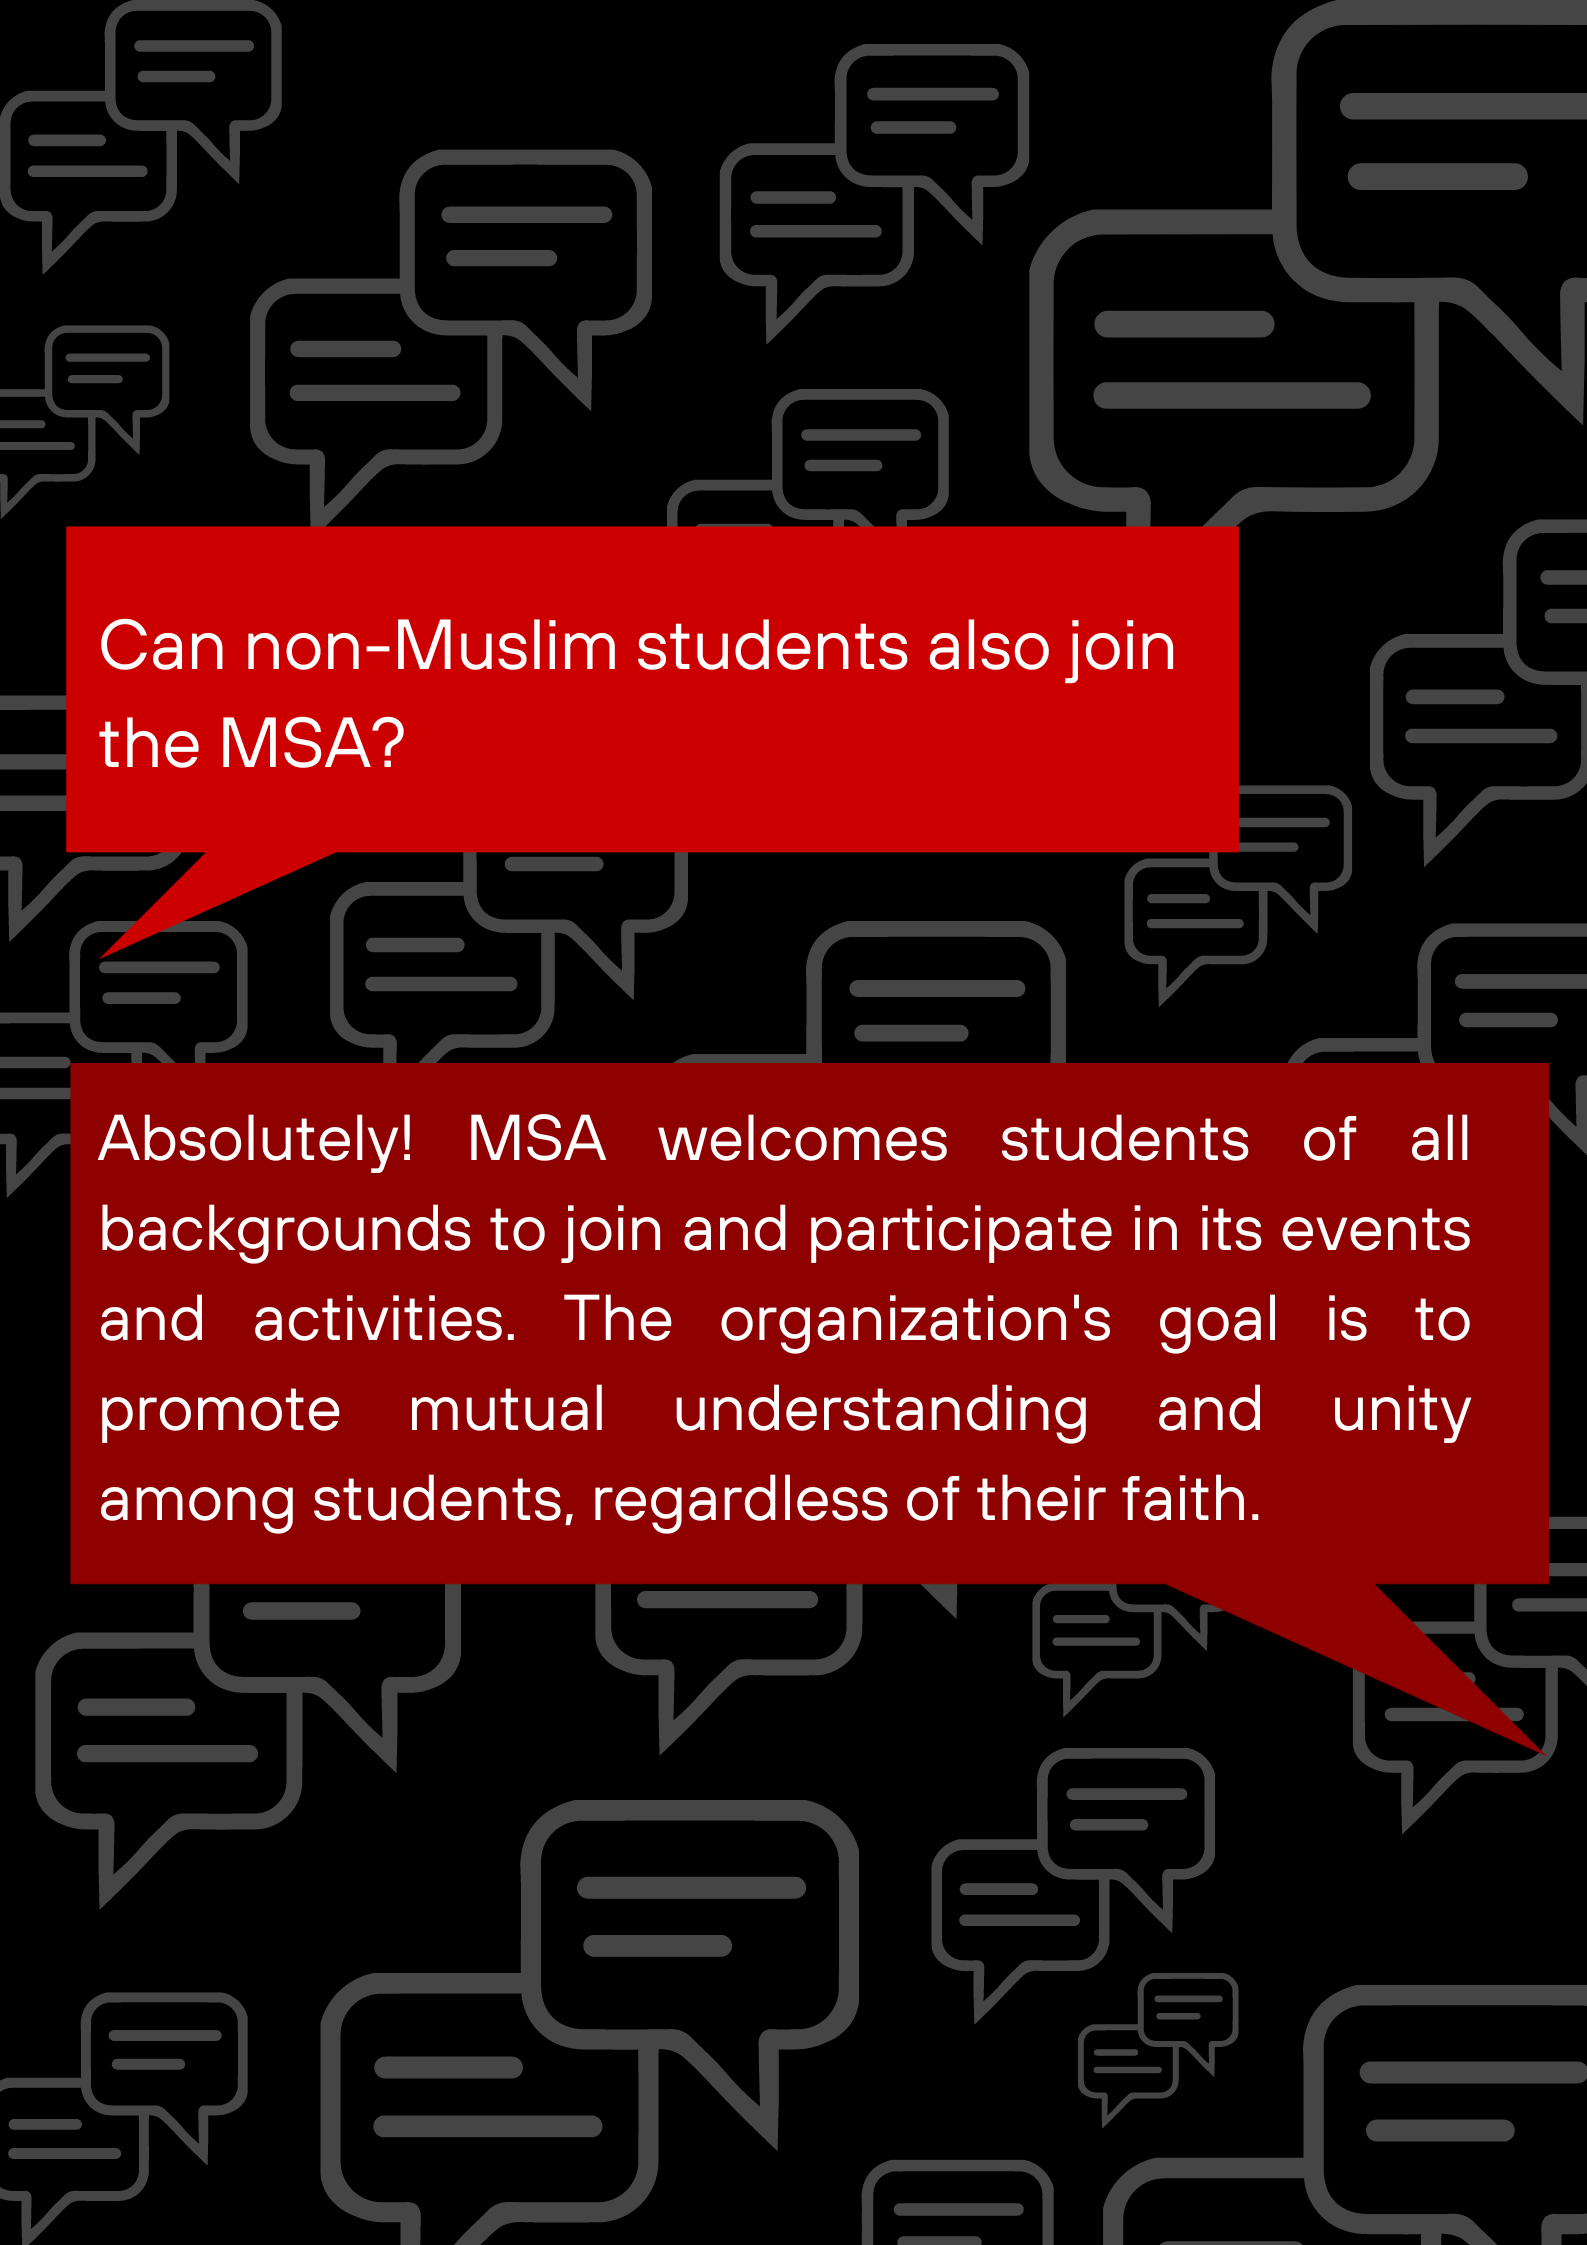 Can non-Muslim students also join
the MSA?
Absolutely! MSA welcomes students of all
backgrounds to join and participate in its events
and activities. The organization's goal is to
promote mutual understanding and unity
among students, regardless of their faith.